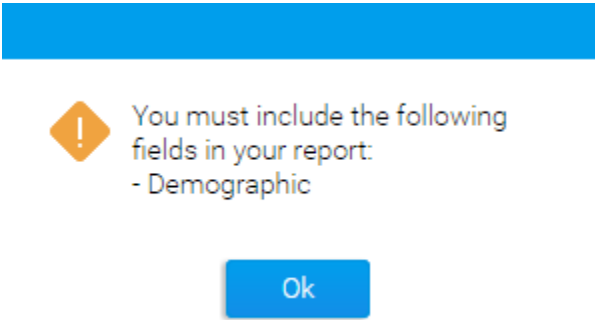 You must include the following
fields in your report:
- Demographic
Ok